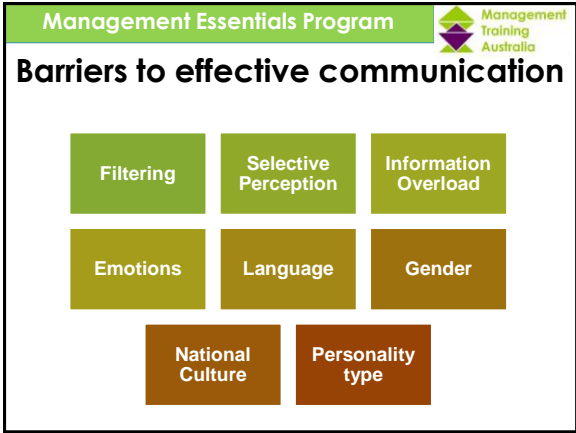 Management Essentials Program
Management
Training
Australia
Barriers to effective communication
Filtering
Selective
Perception
Information
Overload
Emotions
Language
Gender
National
Culture
Personality
type